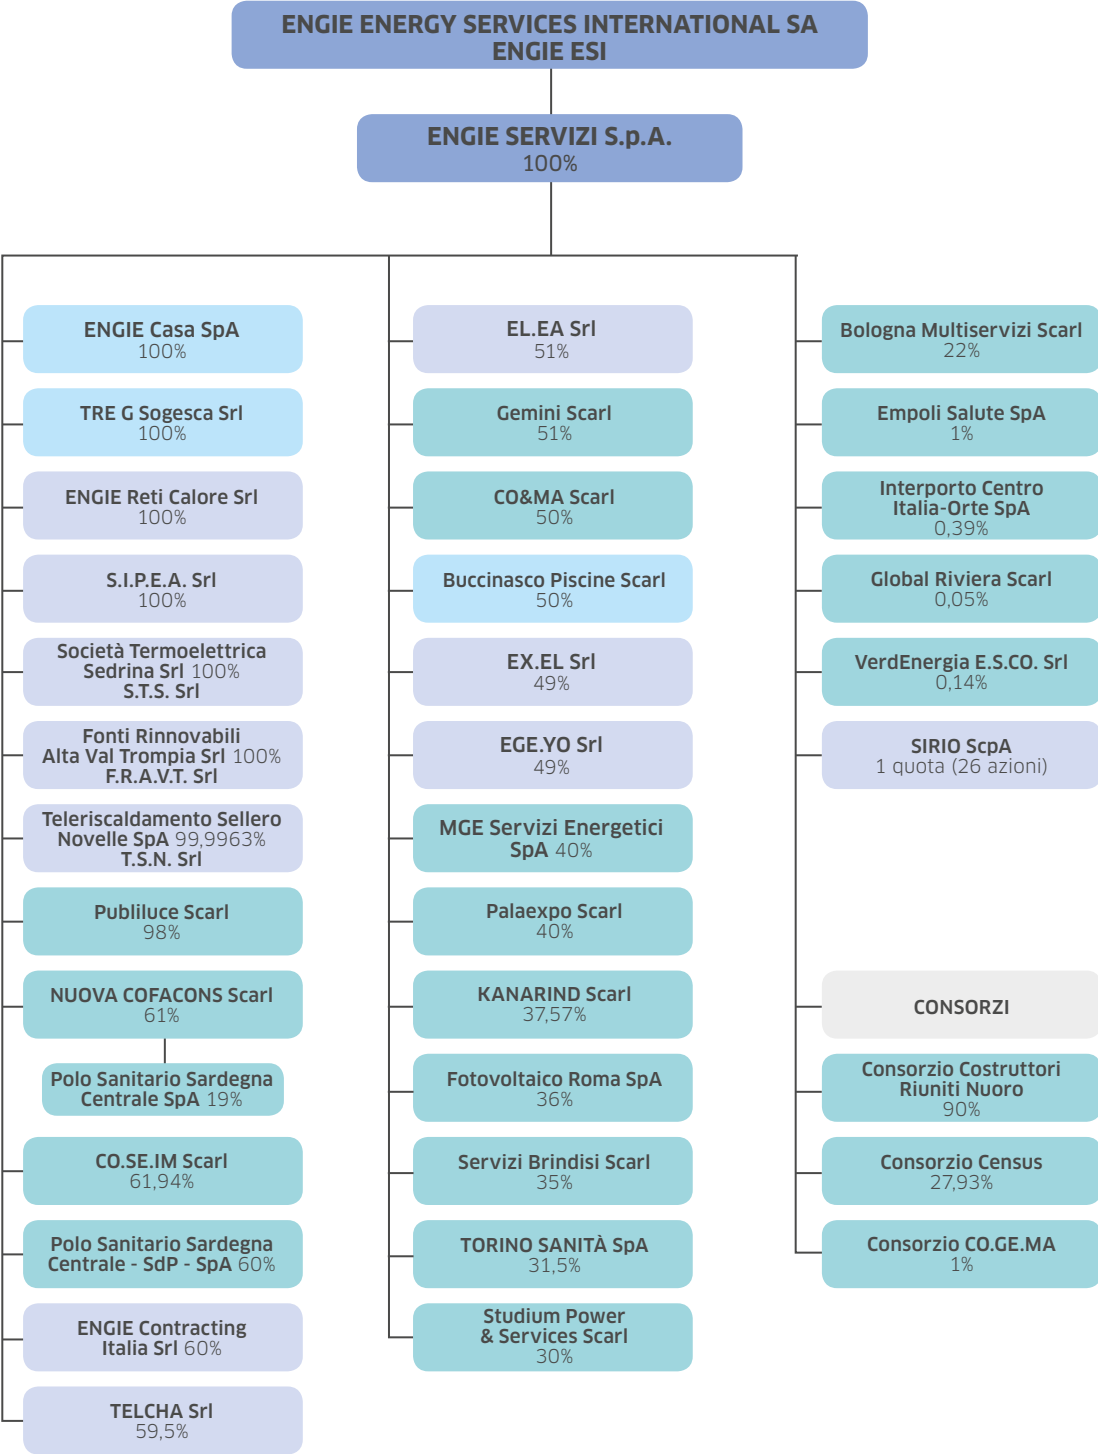 ENGIE ENERGY SERVICES INTERNATIONAL SA
ENGIE ESI
ENGIE SERVIZI S.p.A.
100%
ENGIE Casa SpA
100%
TRE G Sogesca Srl
100%
ENGIE Reti Calore Srl
100%
S.I.P.E.A. Srl
100%
Società Termoelettrica
Sedrina Srl 100%
S.T.S. Srl
Fonti Rinnovabili
Alta Val Trompia Srl 100%
F.R.A.V.T. Srl
Teleriscaldamento Sellero
Novelle SpA 99,9963%
T.S.N. Srl
Publiluce Scarl
98%
NUOVA COFACONS Scarl
61%
Polo Sanitario Sardegna
Centrale SpA 19%
CO.SE.IM Scarl
61,94%
Polo Sanitario Sardegna
Centrale - SdP - SpA 60%
ENGIE Contracting
Italia Srl 60%
TELCHA Srl
59,5%
EL.EA Srl
51%
Gemini Scarl
51%
CO&MA Scarl
50%
Buccinasco Piscine Scarl
50%
EX.EL Srl
49%
EGE.YO Srl
49%
MGE Servizi Energetici
SpA 40%
Palaexpo Scarl
40%
KANARIND Scarl
37,57%
Fotovoltaico Roma SpA
36%
Servizi Brindisi Scarl
35%
TORINO SANITÀ SpA
31,5%
Studium Power
& Services Scarl
30%
Bologna Multiservizi Scarl
22%
Empoli Salute SpA
1%
Interporto Centro
Italia-Orte SpA
0,39%
Global Riviera Scarl
0,05%
VerdEnergia E.S.CO. Srl
0,14%
SIRIO ScpA
1 quota (26 azioni)
CONSORZI
Consorzio Costruttori
Riuniti Nuoro
90%
Consorzio Census
27,93%
Consorzio CO.GE.MA
1%